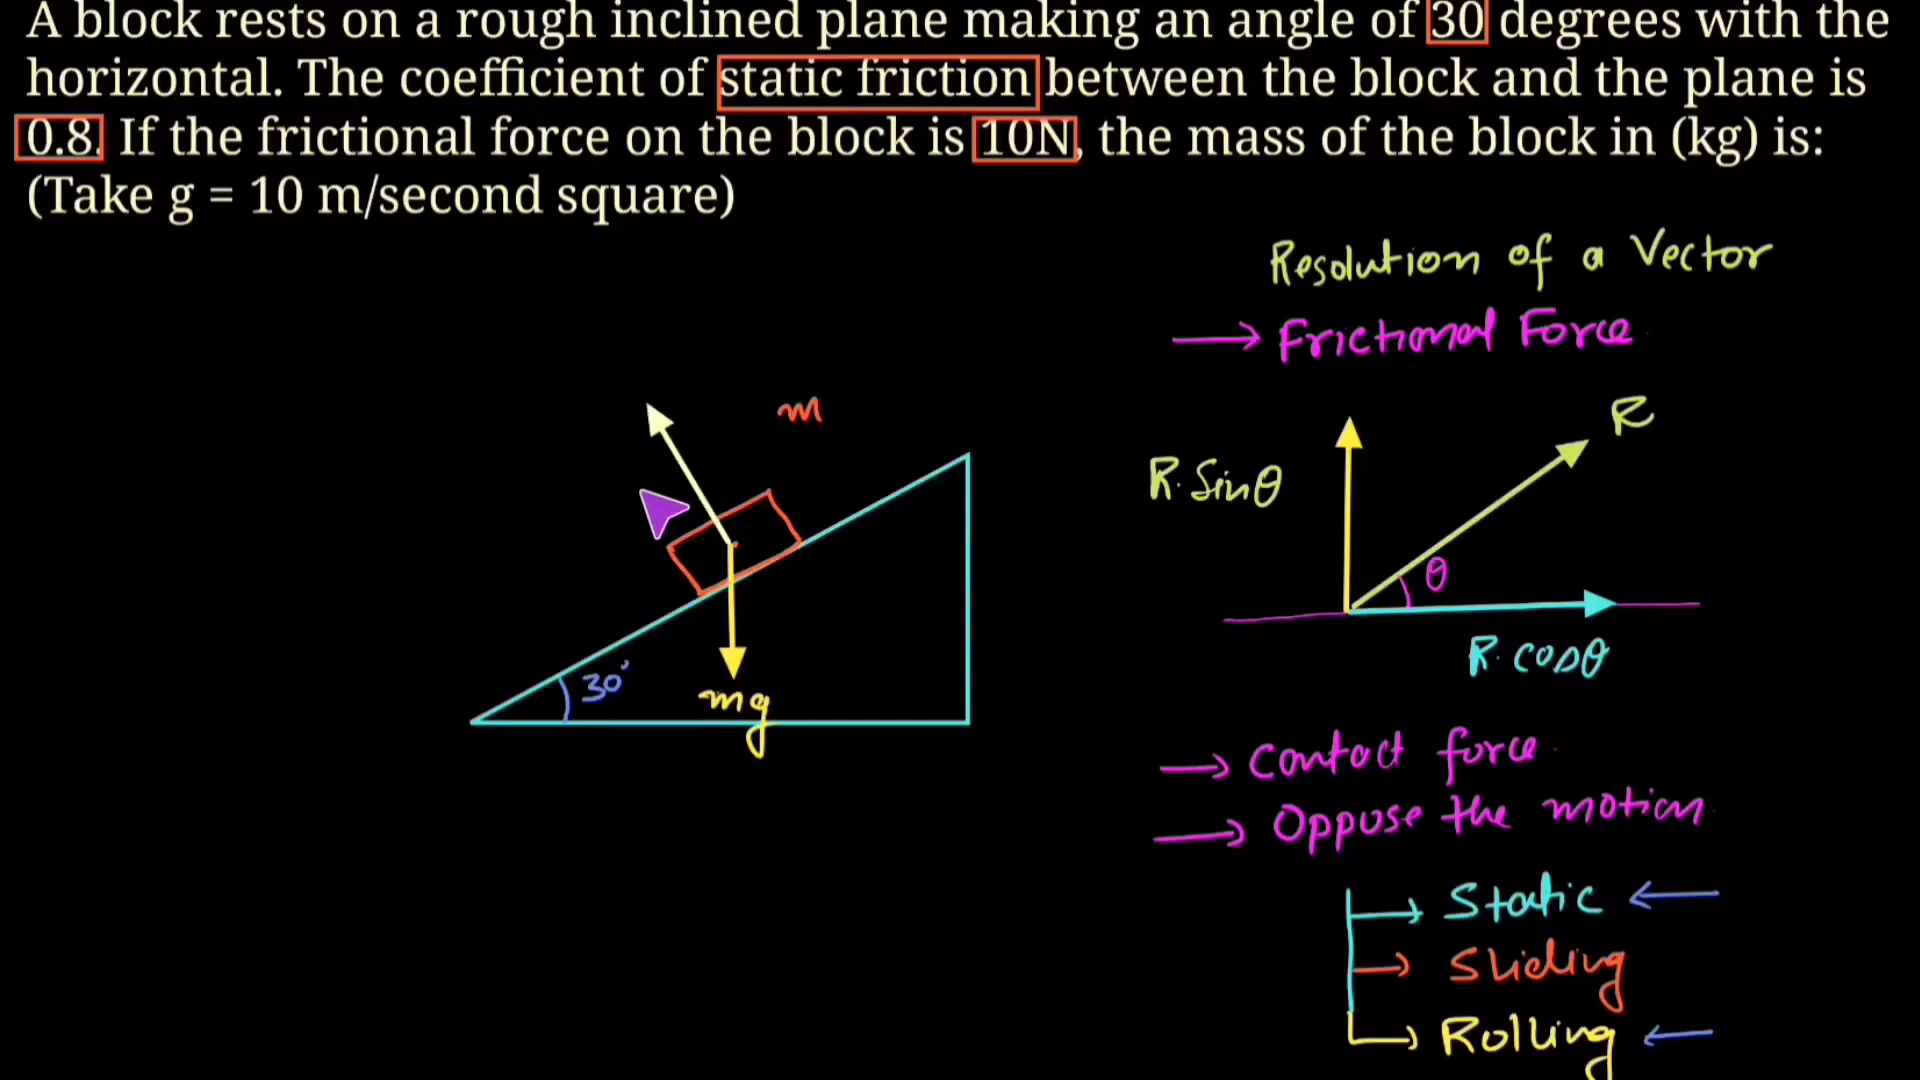 A block rests on a rough inclined plane making an angle of 30 degrees with the
horizontal. The coefficient of static friction between the block and the plane is
0.8. If the frictional force on the block is 10N, the mass of the block in (kg) is:
(Take g = 10 m/second square)
Resolution of a Vector
→ Frictional Force
m
R
R. Sinθ
θ
30°
mg
R. cosθ
→ Contact force
→ Oppose the motion
→ Static ←
→ Sliding
→ Rolling ←